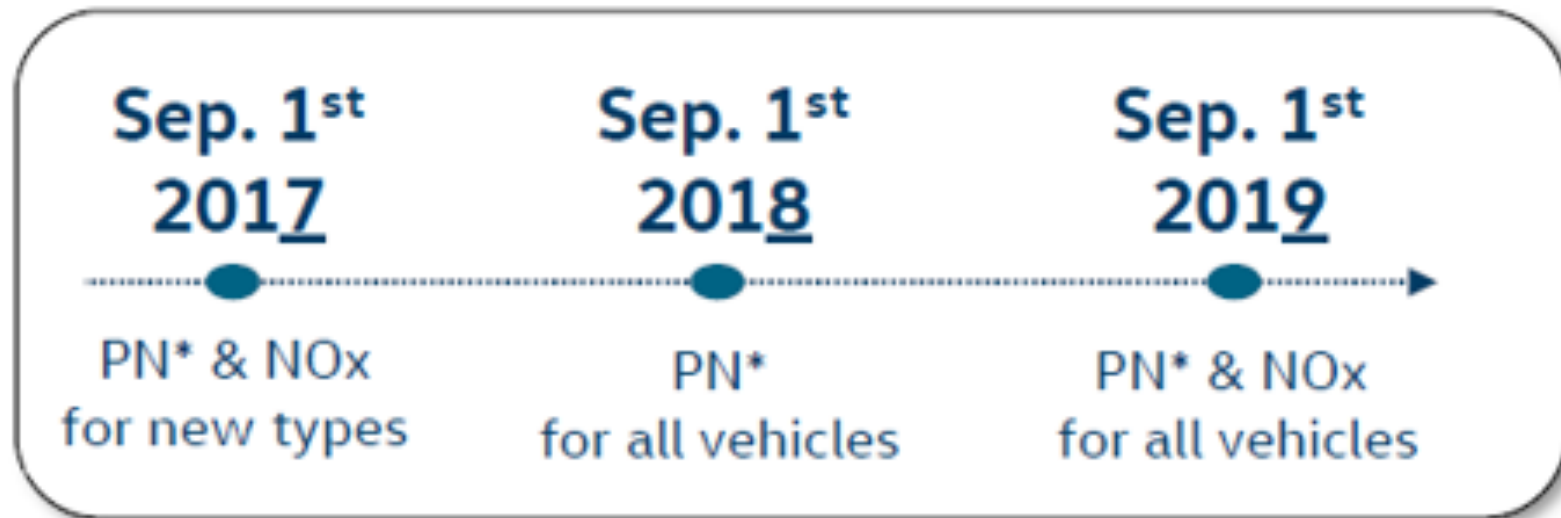 Sep. 1st
2017
PN* & NOx
for new types
Sep. 1st
2018
PN*
for all vehicles
Sep. 1st
2019
PN* & NOx
for all vehicles